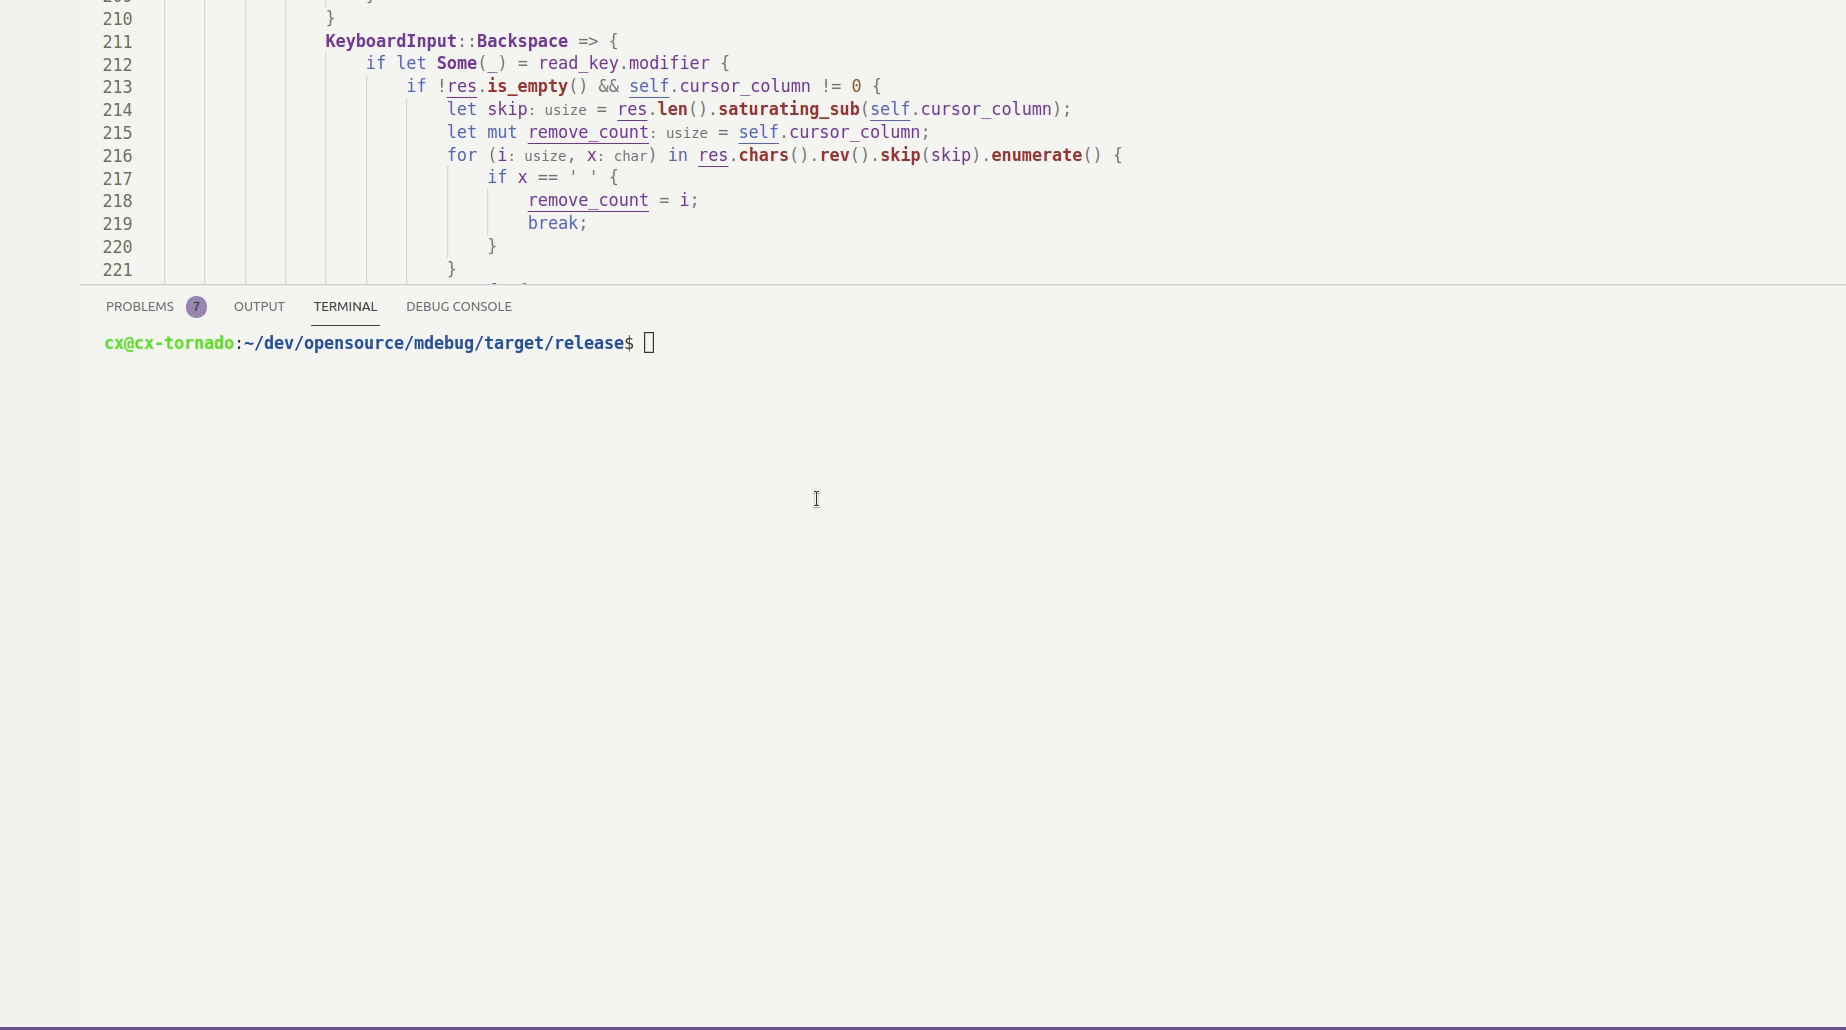 210 }
211 KeyboardInput::Backspace => {
212 if let Some(_) = read_key.modifier {
213 if !res.is_empty() && self.cursor_column != 0 {
214 let skip: usize = res.len().saturating_sub(self.cursor_column);
215 let mut remove_count: usize = self.cursor_column;
216 for (i: usize, x: char) in res.chars().rev().skip(skip).enumerate() {
217 if x == ' ' {
218 remove_count = i;
219 break;
220 }
221 }
PROBLEMS 7 OUTPUT TERMINAL DEBUG CONSOLE
cx@cx-tornado:~/dev/opensource/mdebug/target/release$